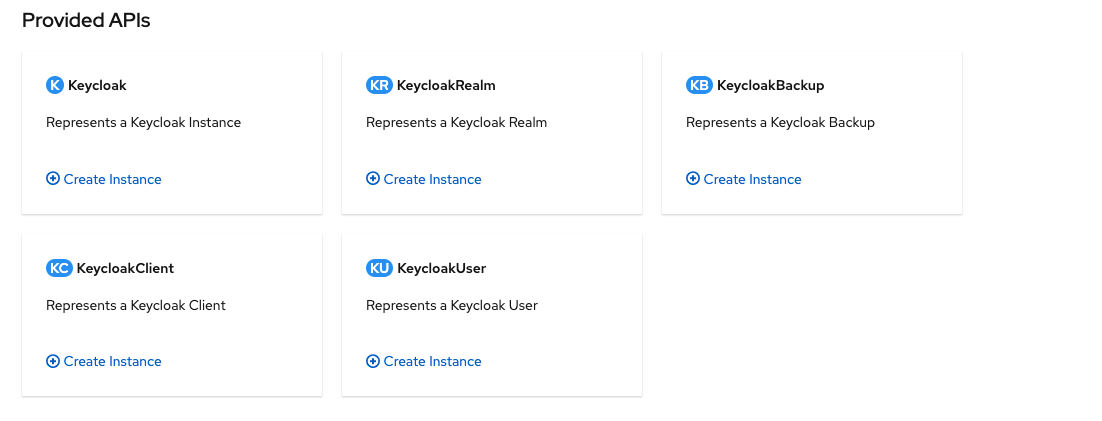 Provided APIs
K Keycloak
Represents a Keycloak Instance
Create Instance
KR KeycloakRealm
Represents a Keycloak Realm
Create Instance
KB KeycloakBackup
Represents a Keycloak Backup
Create Instance
KC KeycloakClient
Represents a Keycloak Client
Create Instance
KU KeycloakUser
Represents a Keycloak User
Create Instance